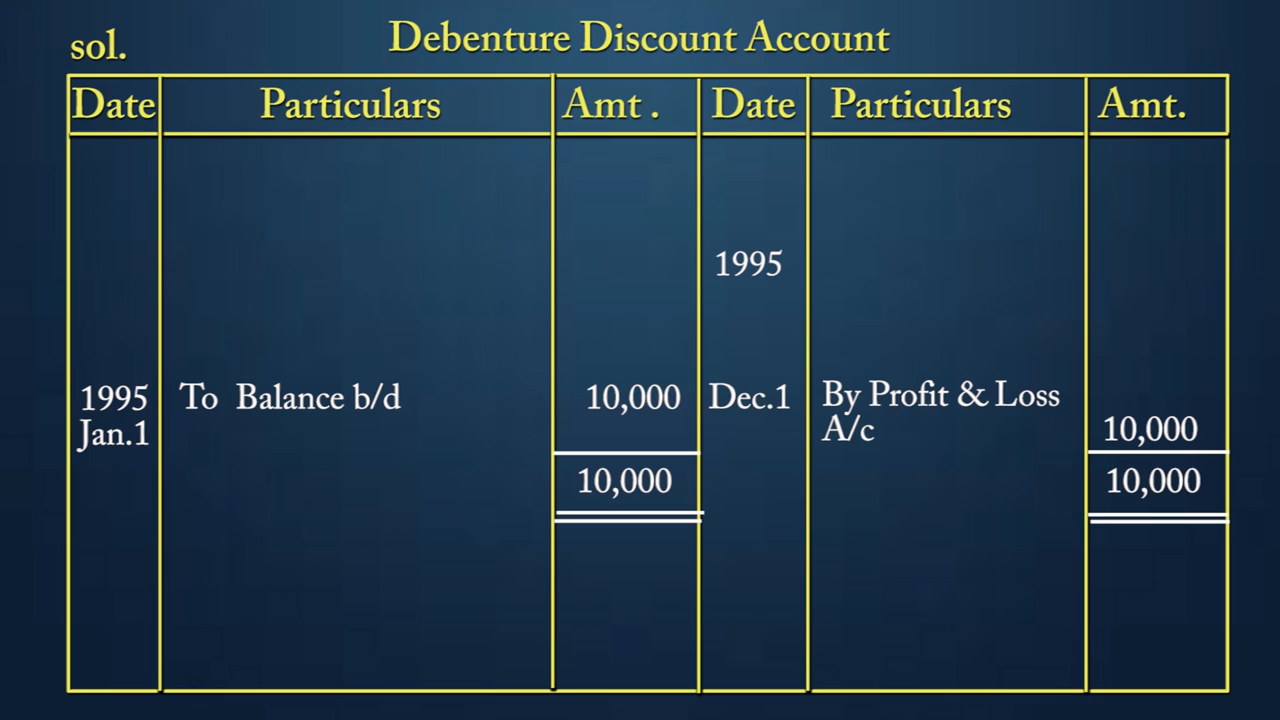 sol.
Debenture Discount Account
Date Particulars Amt . Date Particulars Amt.
1995
1995 To Balance b/d 10,000 Dec.1 By Profit & Loss
Jan.1 A/c 10,000
10,000 10,000